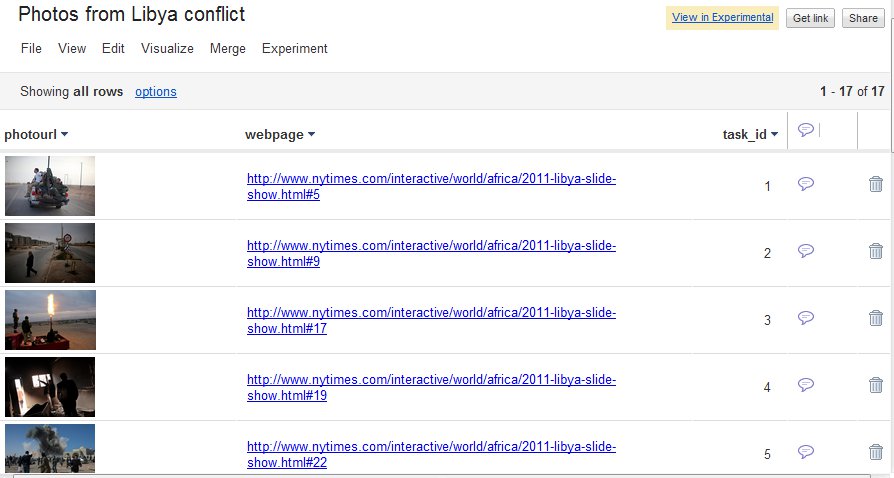 Photos from Libya conflict
View in Experimental
Get link
Share
File View Edit Visualize Merge Experiment
Showing all rows options
1 - 17 of 17
photourl webpage task_id
http://www.nytimes.com/interactive/world/africa/2011-libya-slide-
show.html#5
1
http://www.nytimes.com/interactive/world/africa/2011-libya-slide-
show.html#9
2
http://www.nytimes.com/interactive/world/africa/2011-libya-slide-
show.html#17
3
http://www.nytimes.com/interactive/world/africa/2011-libya-slide-
show.html#19
4
http://www.nytimes.com/interactive/world/africa/2011-libya-slide-
show.html#22
5